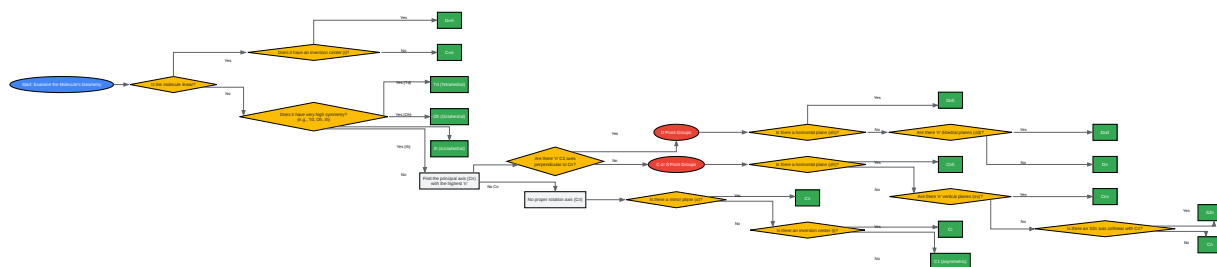 Yes
D∞h
Does it have an inversion center (i)?
No
C∞v
Yes
Start: Examine the Molecule's Geometry
Is the molecule linear?
No
Yes (Td)
Td (Tetrahedral)
Does it have very high symmetry?
(e.g., Td, Oh, Ih)
Yes (Oh)
Oh (Octahedral)
Yes (Ih)
Ih (Icosahedral)
No
Find the principal axis (Cn)
with the highest 'n'
No Cn
No proper rotation axis (Cn)
Are there 'n' C2 axes
perpendicular to Cn?
Yes
No
D Point Groups
C or S Point Groups
Is there a horizontal plane (σh)?
Yes
Dnh
No
Are there 'n' dihedral planes (σd)?
Yes
Dnd
No
Dn
Is there a horizontal plane (σh)?
Yes
Cnh
No
Are there 'n' vertical planes (σv)?
Yes
Cnv
No
Is there an S2n axis collinear with Cn?
Yes
S2n
No
Cn
Is there a mirror plane (σ)?
Yes
Cs
No
Is there an inversion center (i)?
Yes
Ci
No
C1 (Asymmetric)